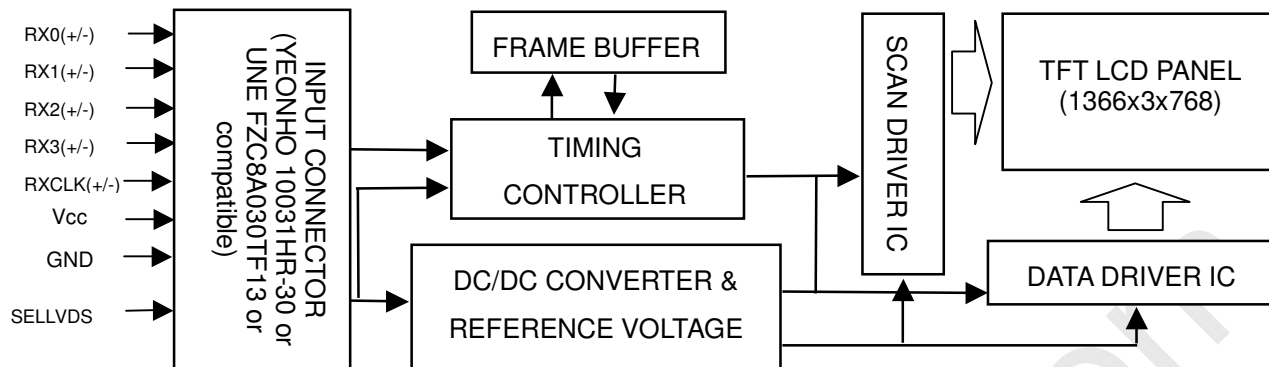 RX0(+/-)
RX1(+/-)
RX2(+/-)
RX3(+/-)
RXCLK(+/-)
Vcc
GND
SELLVDS
INPUT CONNECTOR
(YEONHO 10031HR-30 or
UNE FZC8A030TF13 or
compatible)
FRAME BUFFER
TIMING
CONTROLLER
DC/DC CONVERTER &
REFERENCE VOLTAGE
SCAN DRIVER IC
TFT LCD PANEL
(1366x3x768)
DATA DRIVER IC